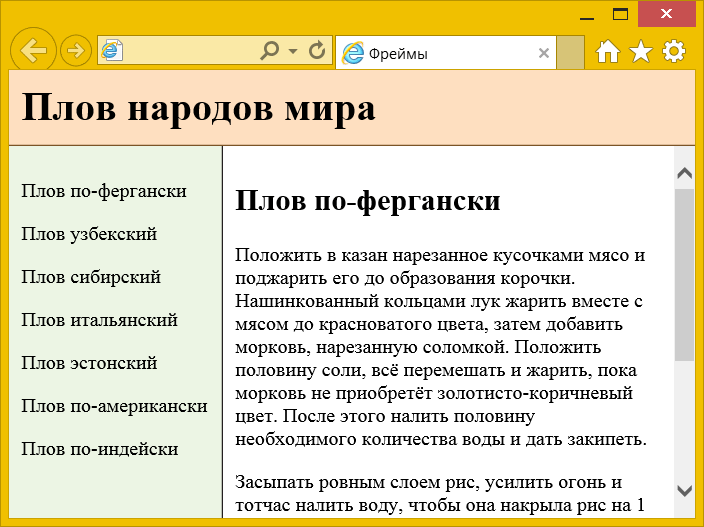 Фреймы
Плов народов мира
Плов по-фергански
Плов узбекский
Плов сибирский
Плов итальянский
Плов эстонский
Плов по-американски
Плов по-индейски
Плов по-фергански
Положить в казан нарезанное кусочками мясо и
поджарить его до образования корочки.
Нашинкованный кольцами лук жарить вместе с
мясом до красноватого цвета, затем добавить
морковь, нарезанную соломкой. Положить
половину соли, всё перемешать и жарить, пока
морковь не приобретёт золотисто-коричневый
цвет. После этого налить половину
необходимого количества воды и дать закипеть.
Засыпать ровным слоем рис, усилить огонь и
тотчас налить воду, чтобы она накрыла рис на 1